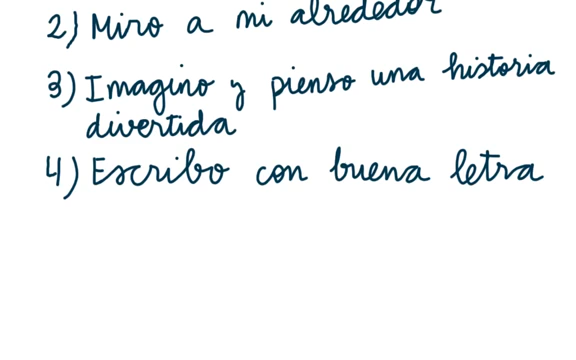 2) Miro a mi alrededor
3) Imagino y pienso una historia
divertida
4) Escribo con buena letra